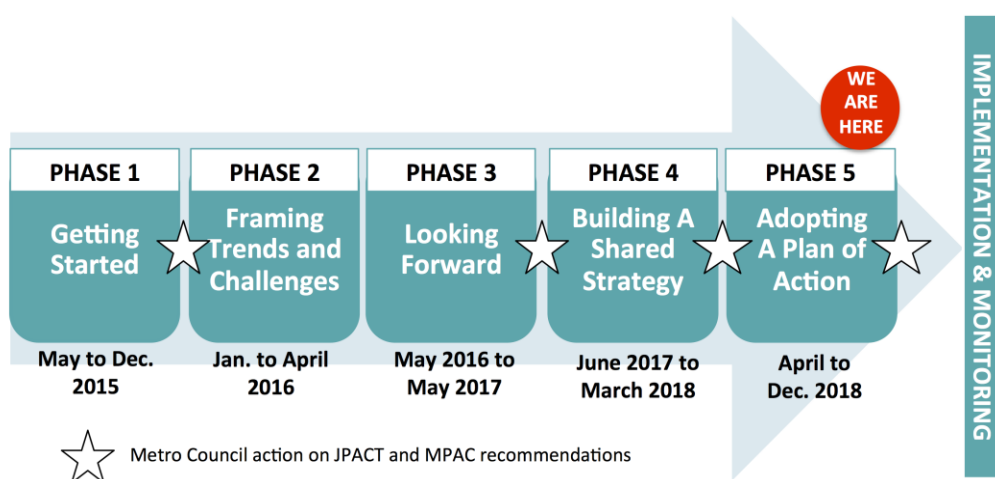 WE
ARE
HERE
PHASE 1
Getting
Started
May to Dec.
2015
PHASE 2
Framing
Trends and
Challenges
Jan. to April
2016
PHASE 3
Looking
Forward
May 2016 to
May 2017
PHASE 4
Building A
Shared
Strategy
June 2017 to
March 2018
PHASE 5
Adopting
A Plan of
Action
April to
Dec. 2018
IMPLEMENTATION & MONITORING
Metro Council action on JPACT and MPAC recommendations